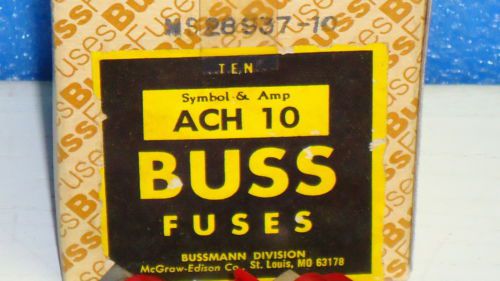 MS28937-10
TEN
Symbol & Amp
ACH 10
BUSS
FUSES
BUSSMANN DIVISION
McGraw-Edison Co., St. Louis, MO 63178